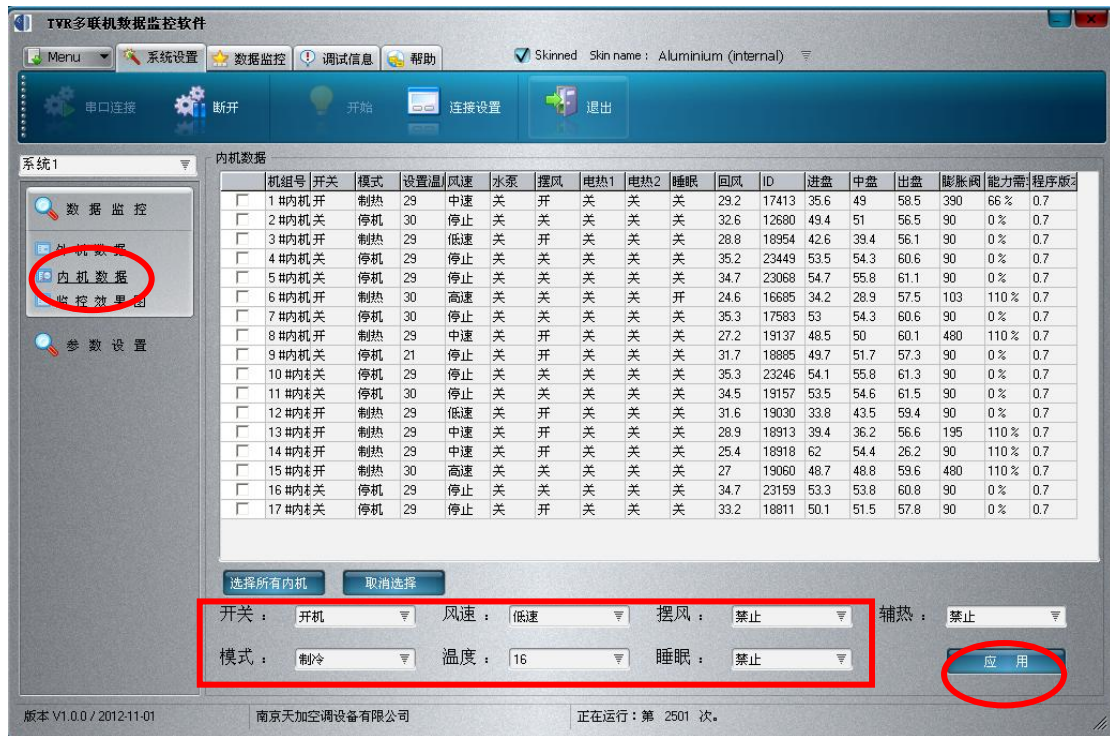 TVR多联机数据监控软件
Menu 系统设置 数据监控 调试信息 帮助 Skinned Skin name : Aluminium (internal)
串口连接 断开 开始 连接设置 退出
系统1
数 据 监 控
内 机 数 据
参 数 设 置
内机数据
机组号 开关 模式 设置温 风速 水泵 摆风 电热1 电热2 睡眠 回风 ID 进盘 中盘 出盘 膨胀阀 能力需 程序版
1 #内机 开 制热 29 中速 关 开 关 关 关 29.2 17413 35.6 49 58.5 390 66 % 0.7
2 #内机 关 停机 30 停止 关 关 关 关 关 32.6 12680 49.4 51 56.5 90 0 % 0.7
3 #内机 开 制热 29 低速 关 开 关 关 关 28.8 18954 42.6 39.4 56.1 90 0 % 0.7
4 #内机 关 停机 29 停止 关 关 关 关 关 35.2 23449 53.5 54.3 60.6 90 0 % 0.7
5 #内机 关 停机 29 停止 关 关 关 关 关 34.7 23068 54.7 55.8 61.1 90 0 % 0.7
6 #内机 开 制热 30 高速 关 关 关 关 开 24.6 16685 34.2 28.9 57.5 103 110 % 0.7
7 #内机 关 停机 30 停止 关 关 关 关 关 35.3 17583 53 54.3 60.6 90 0 % 0.7
8 #内机 开 制热 29 中速 关 开 关 关 关 27.2 19137 48.5 50 60.1 480 110 % 0.7
9 #内机 关 停机 21 停止 关 开 关 关 关 31.7 18885 49.7 51.7 57.3 90 0 % 0.7
10 #内 关 停机 29 停止 关 关 关 关 关 35.3 23246 54.1 55.8 61.3 90 0 % 0.7
11 #内 关 停机 30 停止 关 关 关 关 关 34.5 19157 53.5 54.6 61.5 90 0 % 0.7
12 #内 开 制热 29 低速 关 开 关 关 关 31.6 19030 33.8 43.5 59.4 90 0 % 0.7
13 #内 开 制热 29 中速 关 开 关 关 关 28.9 18913 39.4 36.2 56.6 195 110 % 0.7
14 #内 开 制热 29 中速 关 开 关 关 关 25.4 18918 62 54.4 26.2 90 110 % 0.7
15 #内 开 制热 30 高速 关 关 关 关 关 27 19060 48.7 48.8 59.6 480 110 % 0.7
16 #内 关 停机 29 停止 关 关 关 关 关 34.7 23159 53.3 53.8 60.8 90 0 % 0.7
17 #内 关 停机 29 停止 关 开 关 关 关 33.2 18811 50.1 51.5 57.8 90 0 % 0.7
选择所有内机 取消选择
开关： 开机 风速： 低速 摆风： 禁止 辅热： 禁止
模式： 制冷 温度： 16 睡眠： 禁止 应 用
版本 V1.0.0 / 2012-11-01 南京天加空调设备有限公司 正在运行：第 2501 次。